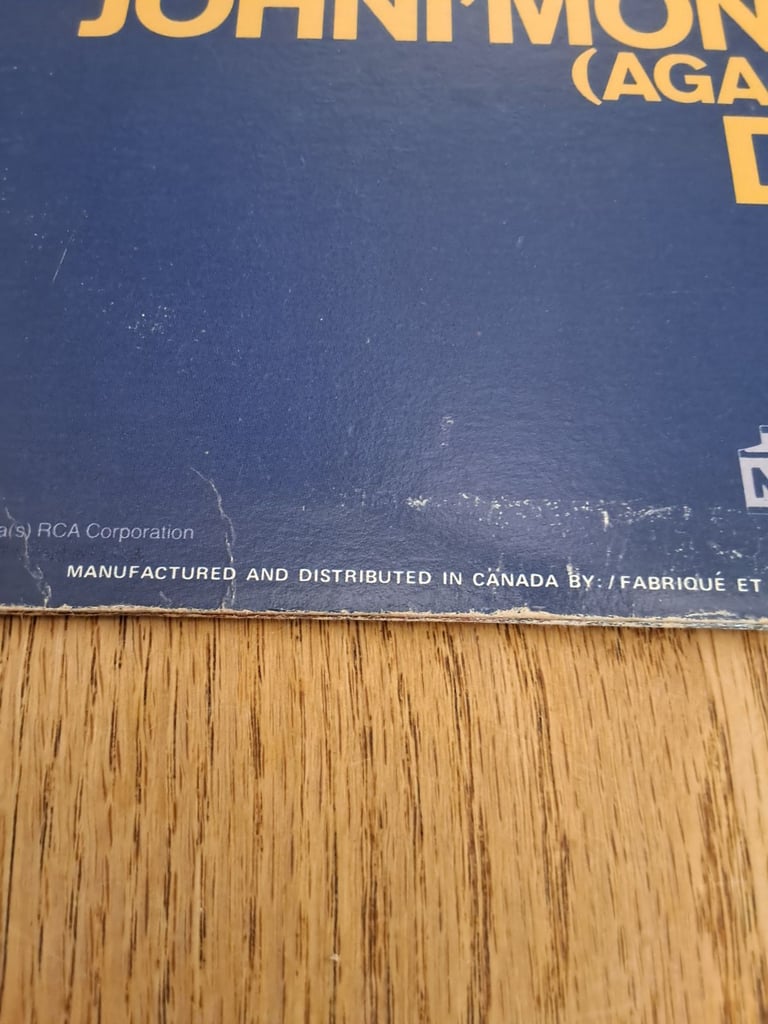 JOHNI'MON
(AGA
D
a(s) RCA Corporation
MANUFACTURED AND DISTRIBUTED IN CANADA BY: / FABRIQUÉ ET